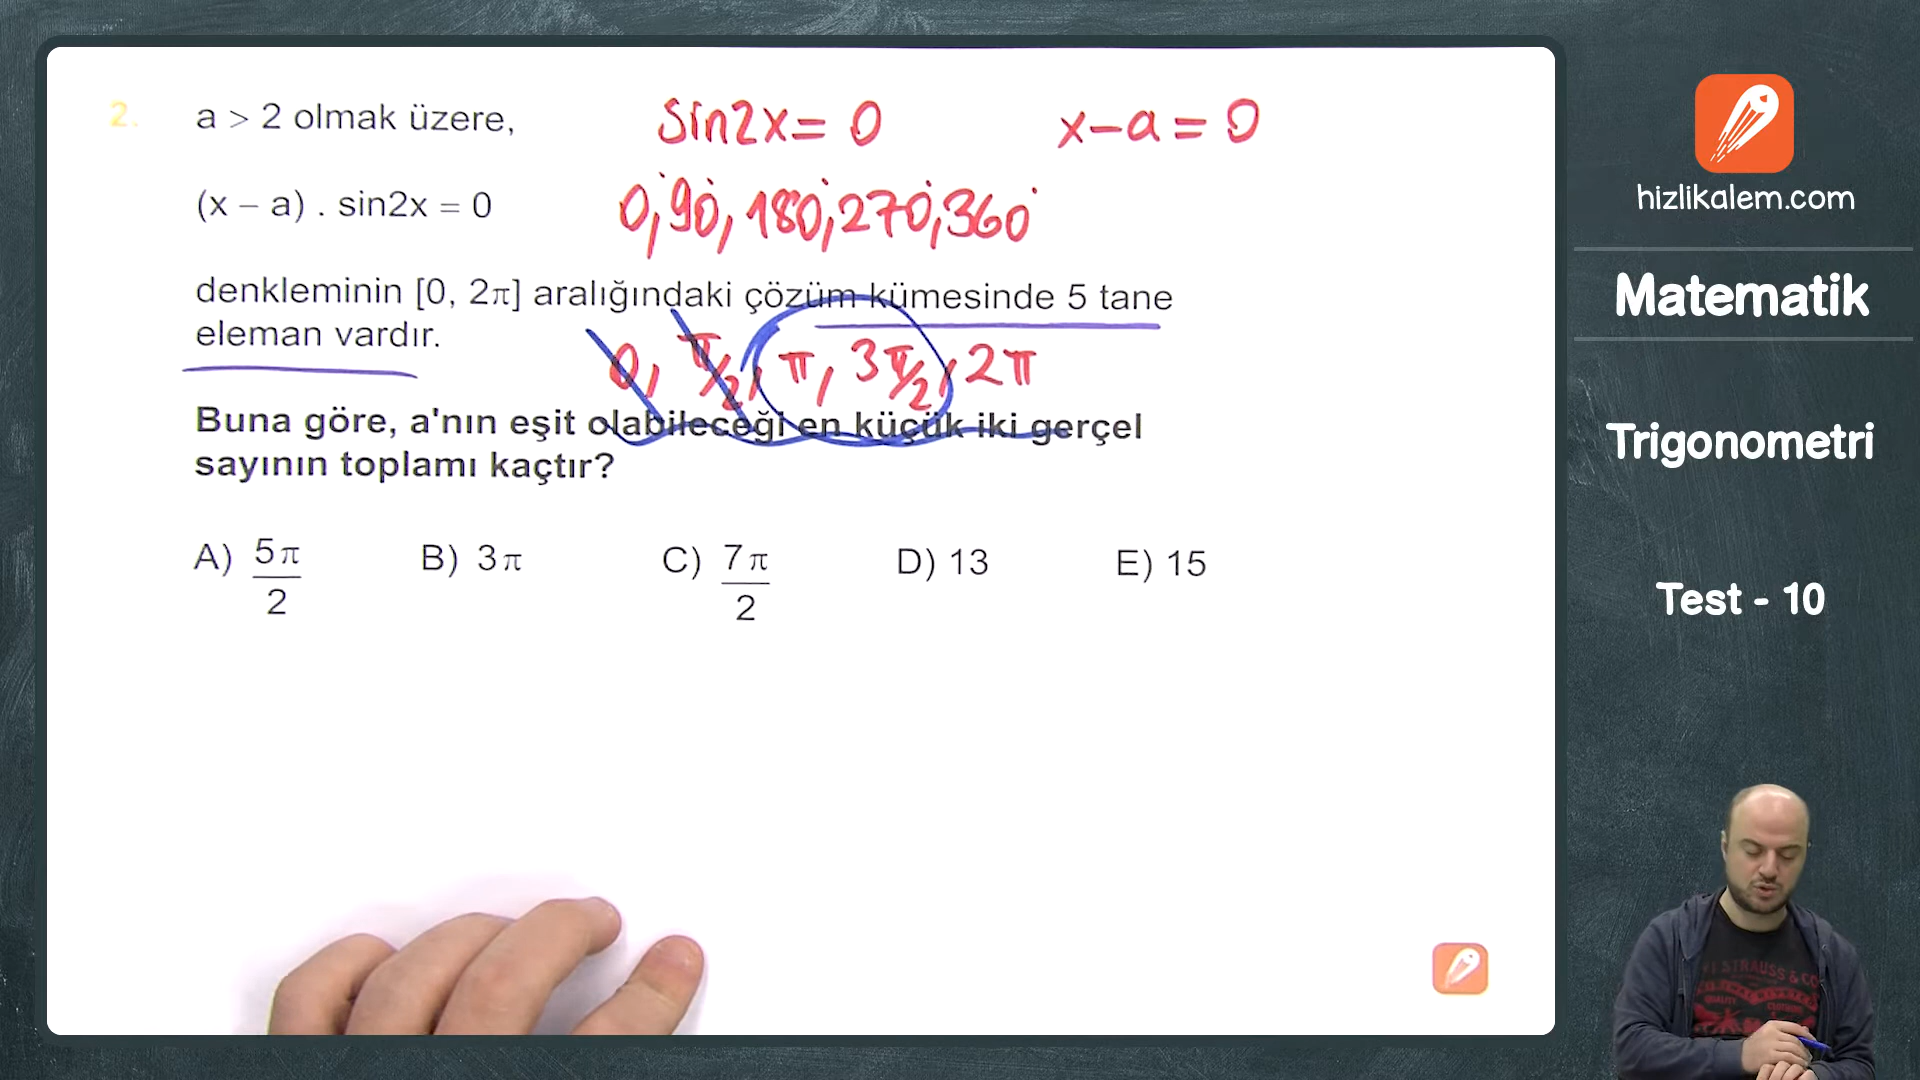 2. a > 2 olmak üzere,
sin2x = 0
x – a = 0
(x – a) . sin2x = 0
0, 90°, 180°, 270°, 360°
denkleminin [0, 2π] aralığındaki çözüm kümesinde 5 tane
eleman vardır.
0, π/2, π, 3π/2, 2π
Buna göre, a'nın eşit olabileceği en küçük iki gerçel
sayının toplamı kaçtır?
A) 5π/2 B) 3π C) 7π/2 D) 13 E) 15
hizlikalem.com
Matematik
Trigonometri
Test - 10